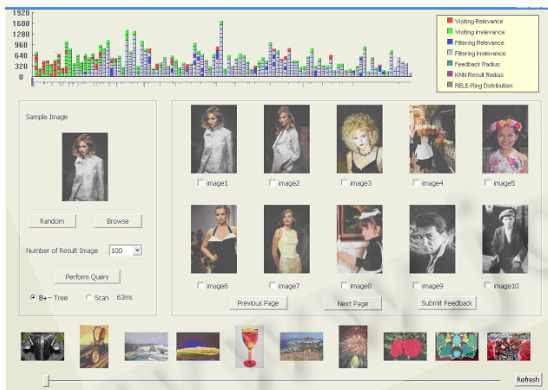 1920
1600
1280
960
640
320
0
Visiting Relevance
Visiting Irrelevance
Filtering Relevance
Filtering Irrelevance
Feedback Radius
KNN Result Radius
RELE-Ring Distribution
Sample Image
Random
Browse
Number of Result Image
100
Perform Query
B+- Tree
Scan
63ms
image1
image2
image3
image4
image5
image6
image7
image8
image9
image10
Previous Page
Next Page
Submit Feedback
Refresh